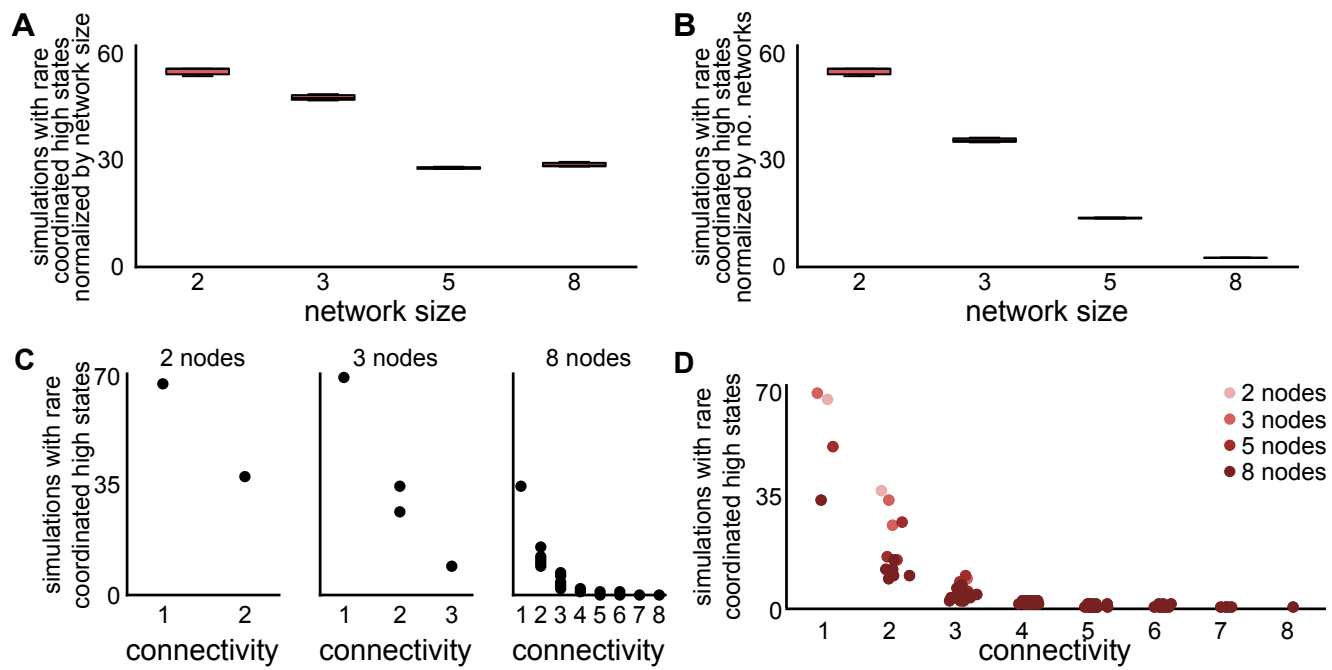 A
simulations with rare
coordinated high states
normalized by network size
60
30
0
2 3 5 8
network size
B
simulations with rare
coordinated high states
normalized by no. networks
60
30
0
2 3 5 8
network size
C
simulations with rare
coordinated high states
2 nodes
3 nodes
8 nodes
70
35
0
1 2
connectivity
1 2 3
connectivity
1 2 3 4 5 6 7 8
connectivity
D
simulations with rare
coordinated high states
70
35
0
1 2 3 4 5 6 7 8
connectivity
2 nodes
3 nodes
5 nodes
8 nodes